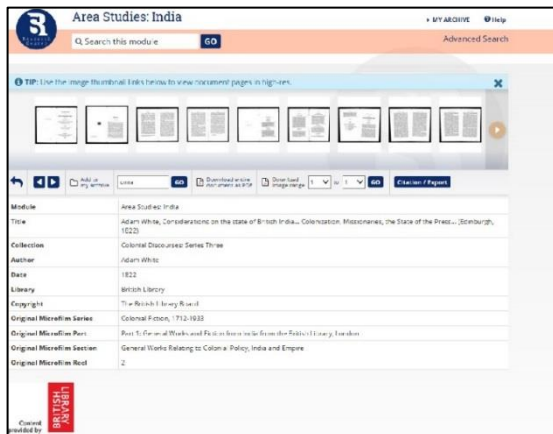 Area Studies: India
MY ARCHIVE Help
Search this module GO
Advanced Search
TIP: Use the image thumbnail links below to view document pages in high-res.
Add to my archive GO Download entire document as PDF Download image range 1 to 1 GO Citation / Export
Module Area Studies: India
Title Adam White, Considerations on the state of British India... Colonization, Missionaries, the State of the Press... (Edinburgh, 1822)
Collection Colonial Discourses: Series Three
Author Adam White
Date 1822
Library British Library
Copyright The British Library Board
Original Microfilm Series Colonial Fiction, 1712-1933
Original Microfilm Part Part 1: General Works and Fiction from India from the British Library, London
Original Microfilm Section General Works Relating to Colonial Policy, India and Empire
Original Microfilm Reel 2
Content provided by
BRITISH LIBRARY